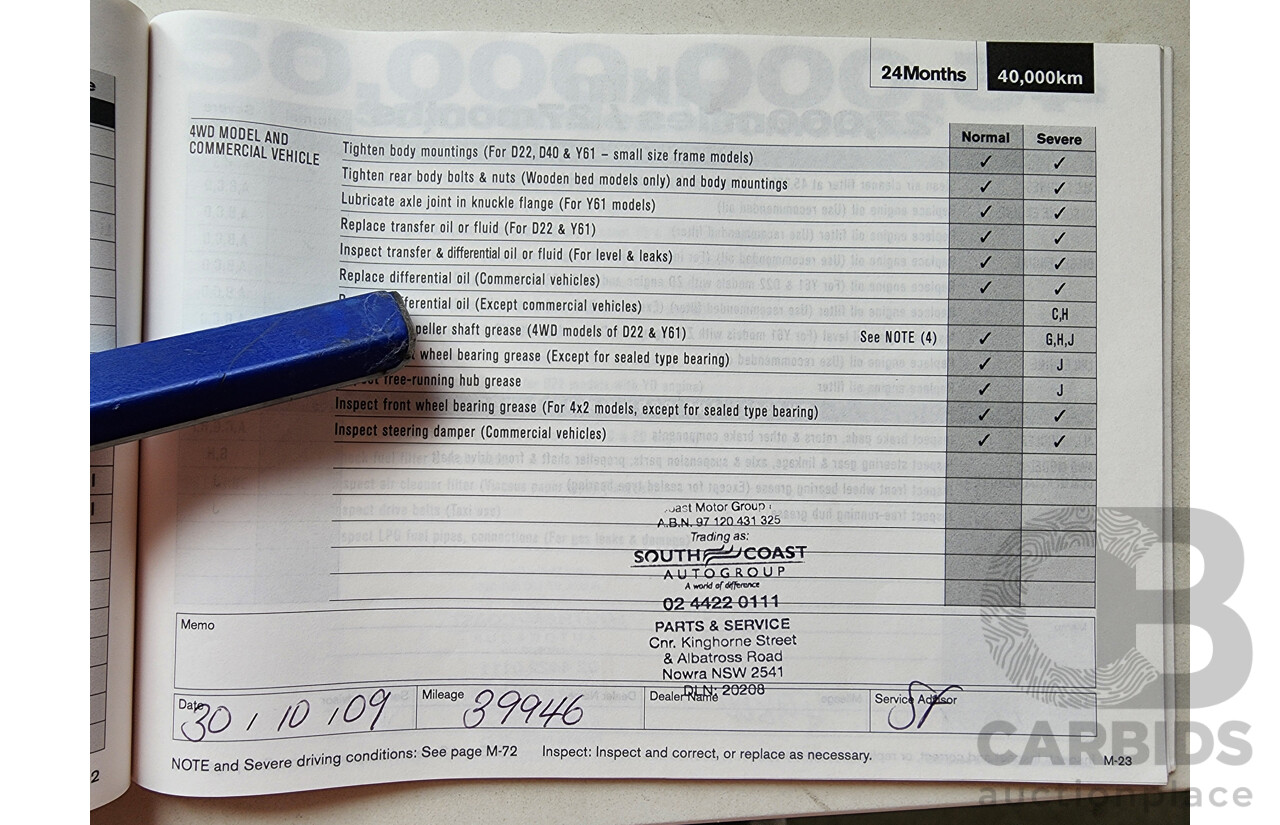 24Months 40,000km
Normal Severe
4WD MODEL AND
COMMERCIAL VEHICLE
Tighten body mountings (For D22, D40 & Y61 – small size frame models) ✓ ✓
Tighten rear body bolts & nuts (Wooden bed models only) and body mountings ✓ ✓
Lubricate axle joint in knuckle flange (For Y61 models) ✓ ✓
Replace transfer oil or fluid (For D22 & Y61) ✓ ✓
Inspect transfer & differential oil or fluid (For level & leaks) ✓ ✓
Replace differential oil (Commercial vehicles) ✓ ✓
oil (Except commercial vehicles) C,H
shaft grease (4WD models of D22 & Y61) See NOTE (4) ✓ G,H,J
wheel bearing grease (Except for sealed type bearing) ✓ J
free-running hub grease ✓ J
Inspect front wheel bearing grease (For 4x2 models, except for sealed type bearing) ✓ ✓
Inspect steering damper (Commercial vehicles) ✓ ✓
Motor Group
A.B.N. 97 120 431 325
Trading as:
SOUTH COAST
AUTOGROUP
A world of difference
02 4422 0111
PARTS & SERVICE
Cnr. Kinghorne Street
& Albatross Road
Nowra NSW 2541
DLN: 20208
Memo
Date 30 / 10 / 09 Mileage 39946 Dealer Name Service Advisor
NOTE and Severe driving conditions: See page M-72 Inspect: Inspect and correct, or replace as necessary.
M-23
CARBIDS
auctionplace